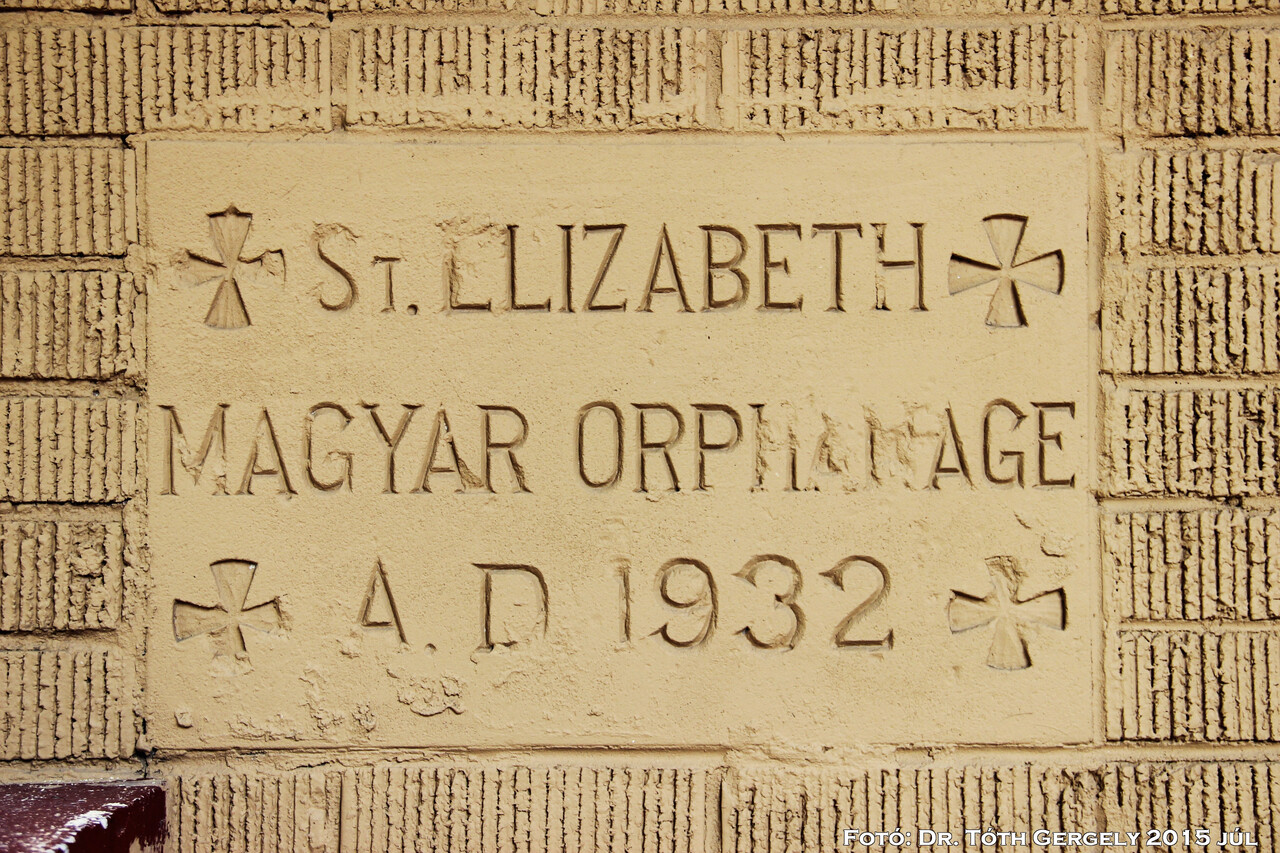 St. ELIZABETH
MAGYAR ORPHANAGE
A. D. 1932
Fotó: Dr. Tóth Gergely 2015 júl